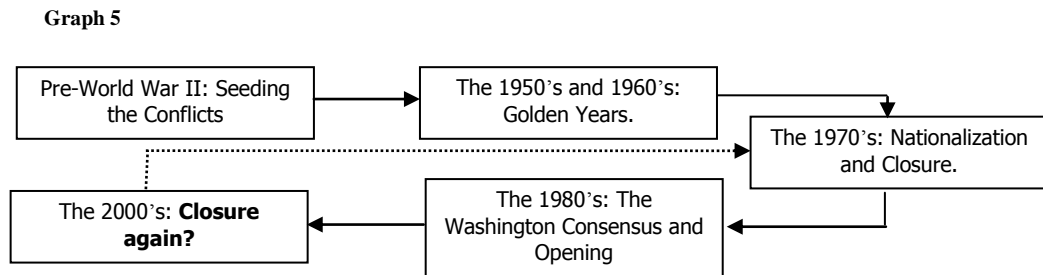 Graph 5
Pre-World War II: Seeding
the Conflicts
The 1950’s and 1960’s:
Golden Years.
The 1970’s: Nationalization
and Closure.
The 1980’s: The
Washington Consensus and
Opening
The 2000’s: Closure
again?